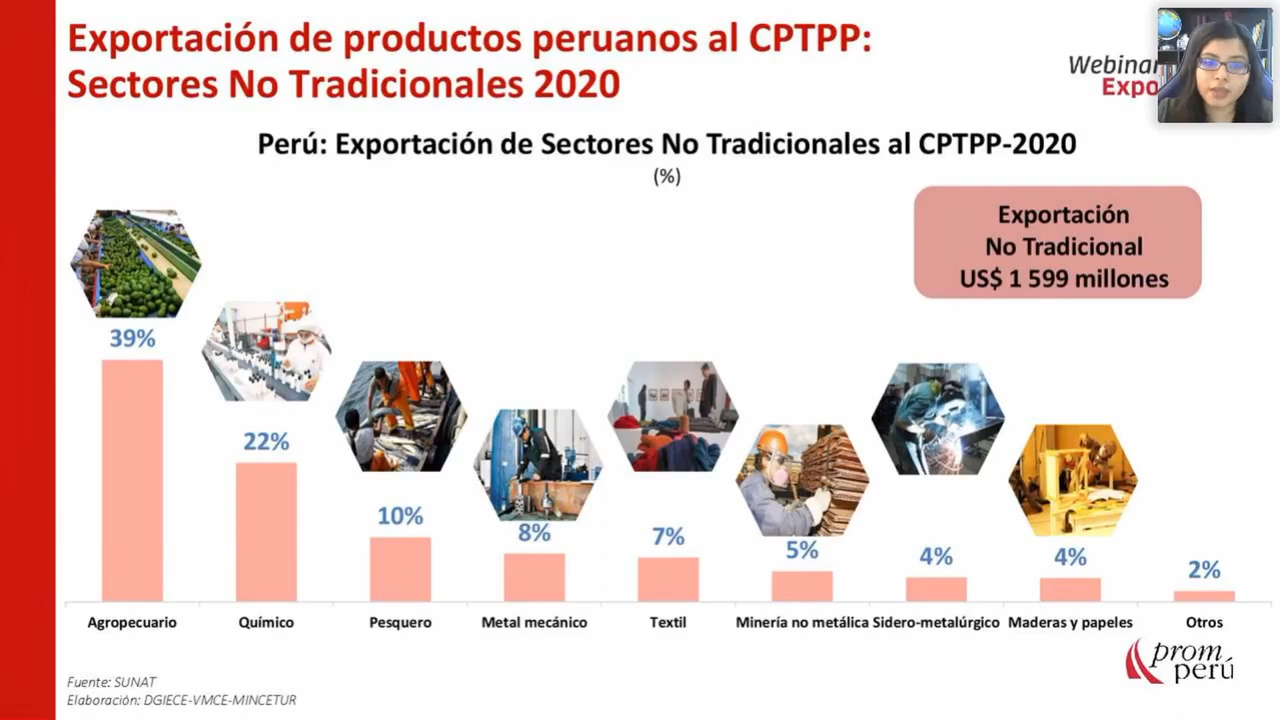 Exportación de productos peruanos al CPTPP:
Sectores No Tradicionales 2020
Webinar
Expo
Perú: Exportación de Sectores No Tradicionales al CPTPP-2020
(%)
Exportación
No Tradicional
US$ 1 599 millones
39%
22%
10%
8%
7%
5%
4%
4%
2%
Agropecuario
Químico
Pesquero
Metal mecánico
Textil
Minería no metálica
Sidero-metalúrgico
Maderas y papeles
Otros
prom
perú
Fuente: SUNAT
Elaboración: DGIECE-VMCE-MINCETUR